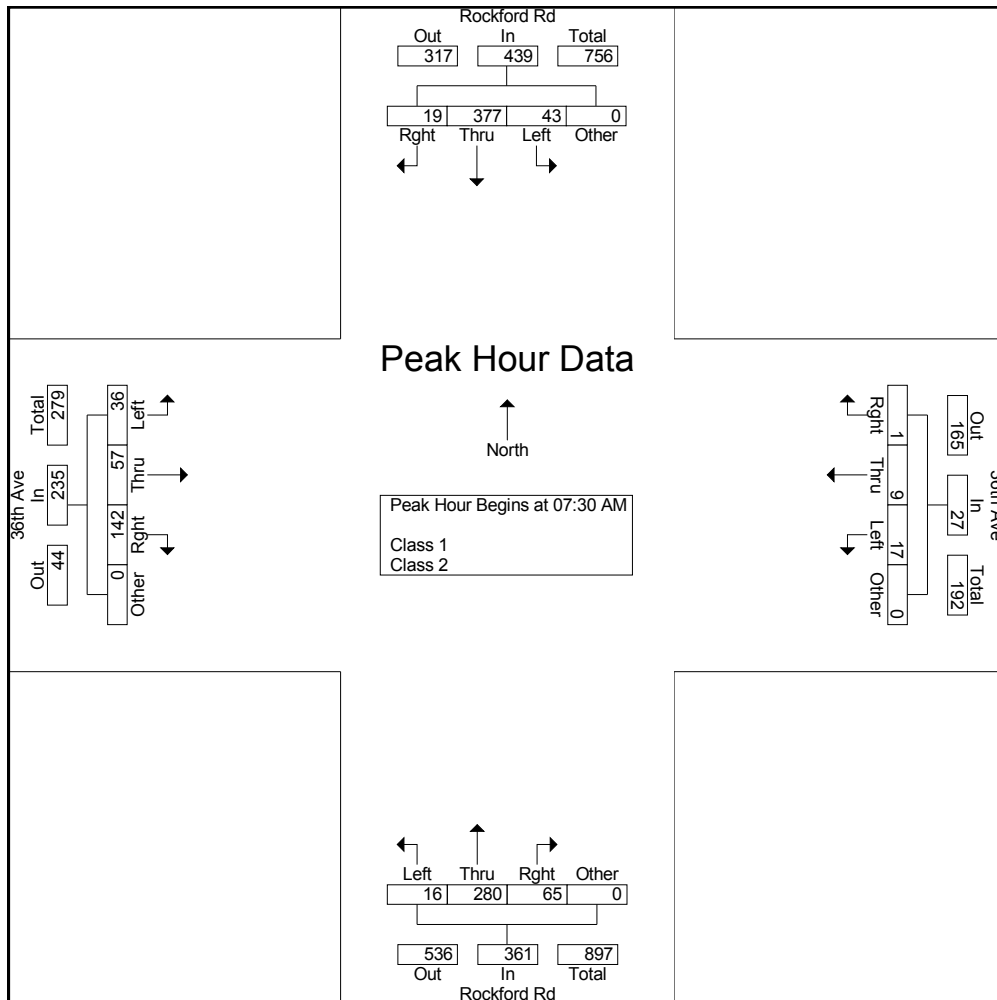 Rockford Rd
Out In Total
317 439 756
19 377 43 0
Rght Thru Left Other
Peak Hour Data
North
Peak Hour Begins at 07:30 AM
Class 1
Class 2
36th Ave
Total In Out
279 235 44
36 57 142 0
Left Thru Rght Other
Rght Thru Left Other
1 9 17 0
165 27 192
Out In Total
36th Ave
Left Thru Rght Other
16 280 65 0
536 361 897
Out In Total
Rockford Rd